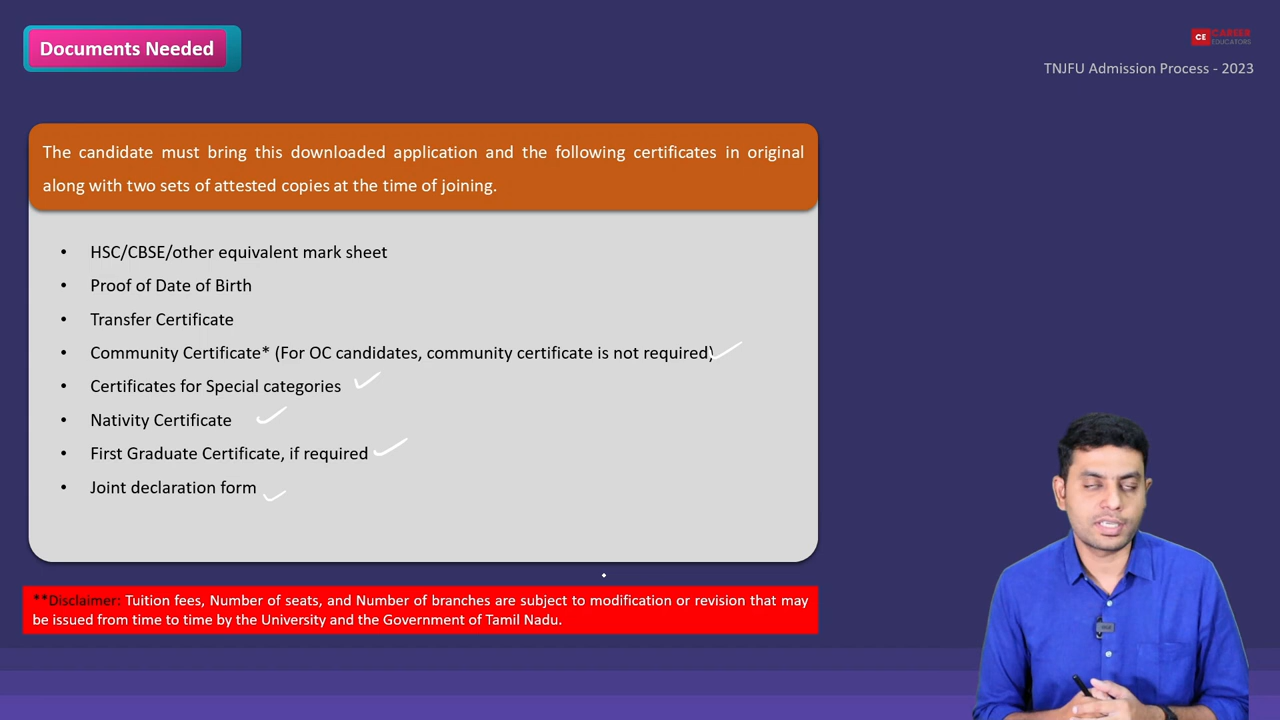 Documents Needed
CE CAREER
EDUCATORS
TNJFU Admission Process - 2023
The candidate must bring this downloaded application and the following certificates in original
along with two sets of attested copies at the time of joining.
• HSC/CBSE/other equivalent mark sheet
• Proof of Date of Birth
• Transfer Certificate
• Community Certificate* (For OC candidates, community certificate is not required)
• Certificates for Special categories
• Nativity Certificate
• First Graduate Certificate, if required
• Joint declaration form
**Disclaimer: Tuition fees, Number of seats, and Number of branches are subject to modification or revision that may
be issued from time to time by the University and the Government of Tamil Nadu.